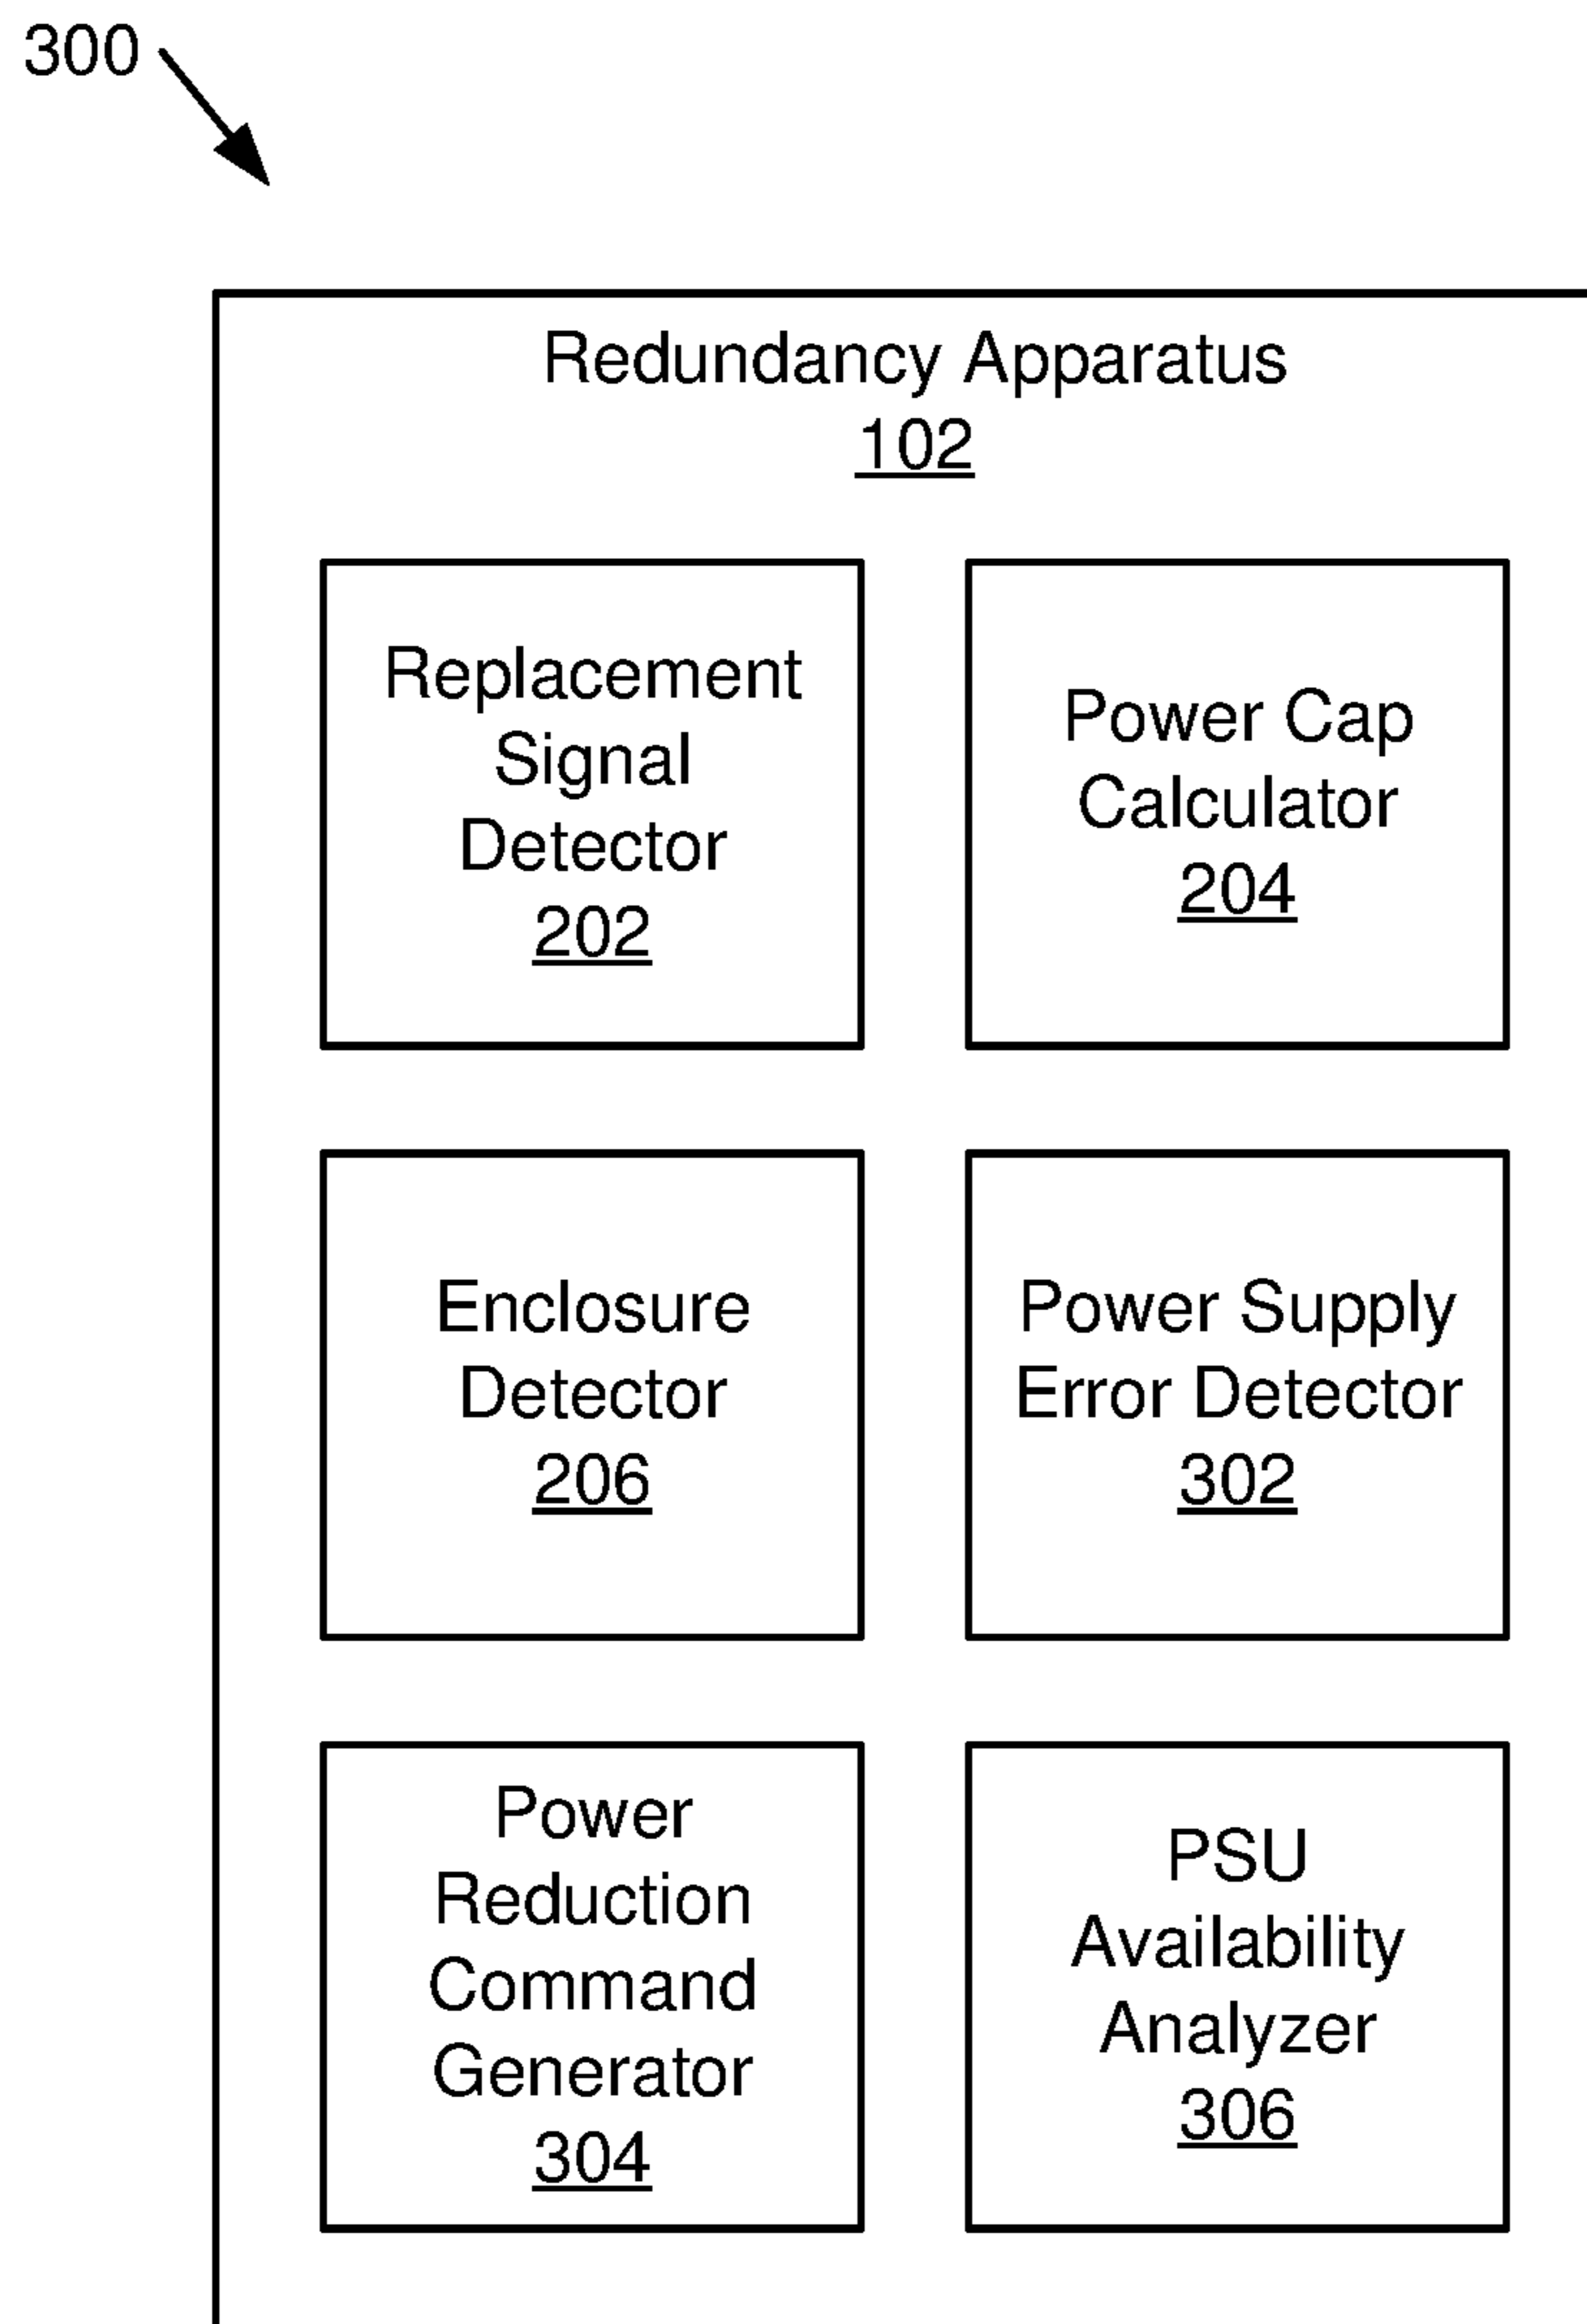 300
Redundancy Apparatus
102
Replacement
Signal
Detector
202
Power Cap
Calculator
204
Enclosure
Detector
206
Power Supply
Error Detector
302
Power
Reduction
Command
Generator
304
PSU
Availability
Analyzer
306